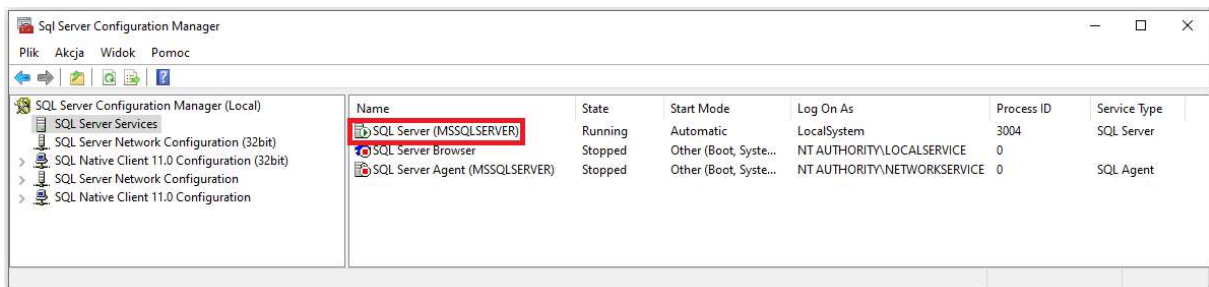 Sql Server Configuration Manager
Plik Akcja Widok Pomoc
SQL Server Configuration Manager (Local)
SQL Server Services
SQL Server Network Configuration (32bit)
SQL Native Client 11.0 Configuration (32bit)
SQL Server Network Configuration
SQL Native Client 11.0 Configuration
Name State Start Mode Log On As Process ID Service Type
SQL Server (MSSQLSERVER) Running Automatic LocalSystem 3004 SQL Server
SQL Server Browser Stopped Other (Boot, Syste... NT AUTHORITY\LOCALSERVICE 0
SQL Server Agent (MSSQLSERVER) Stopped Other (Boot, Syste... NT AUTHORITY\NETWORKSERVICE 0 SQL Agent